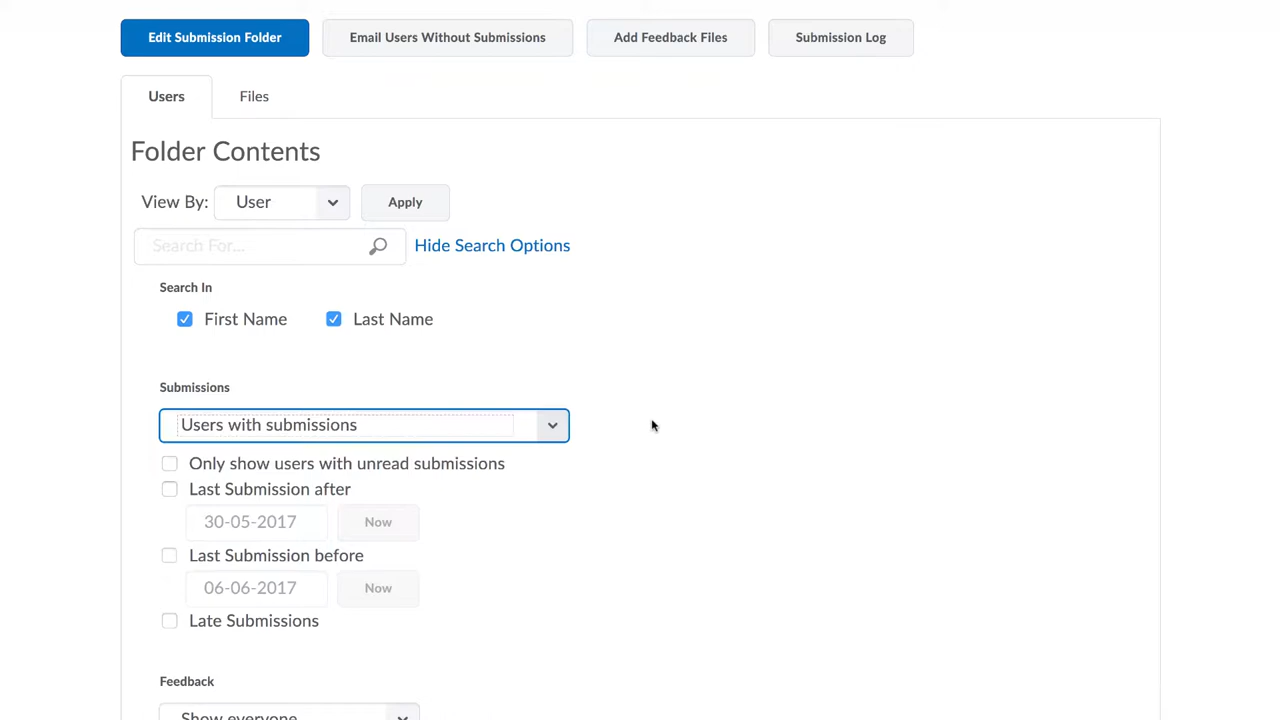 Edit Submission Folder Email Users Without Submissions Add Feedback Files Submission Log
Users Files
Folder Contents
View By: User Apply
Search For... Hide Search Options
Search In
First Name Last Name
Submissions
Users with submissions
Only show users with unread submissions
Last Submission after
30-05-2017 Now
Last Submission before
06-06-2017 Now
Late Submissions
Feedback
Show everyone